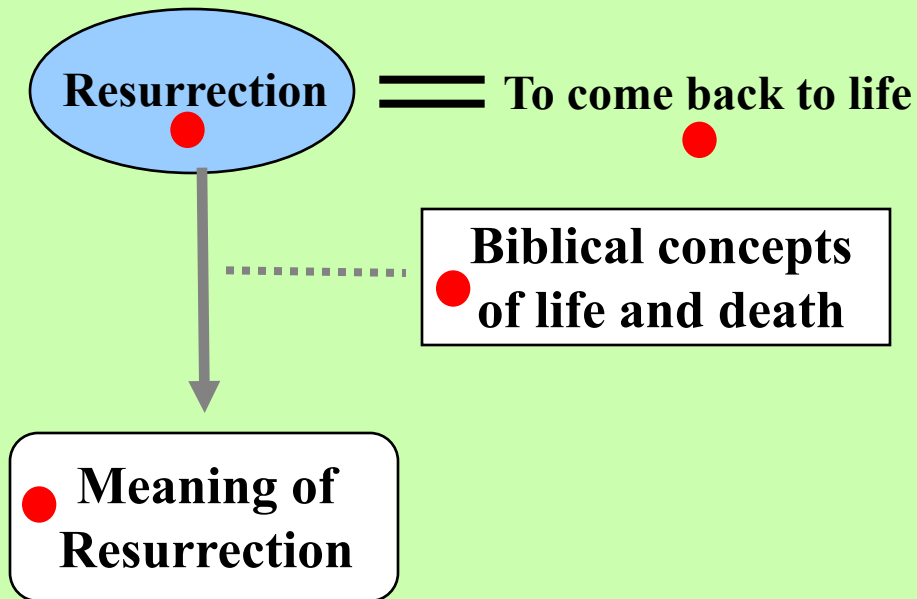 Resurrection
To come back to life
Biblical concepts
of life and death
Meaning of
Resurrection